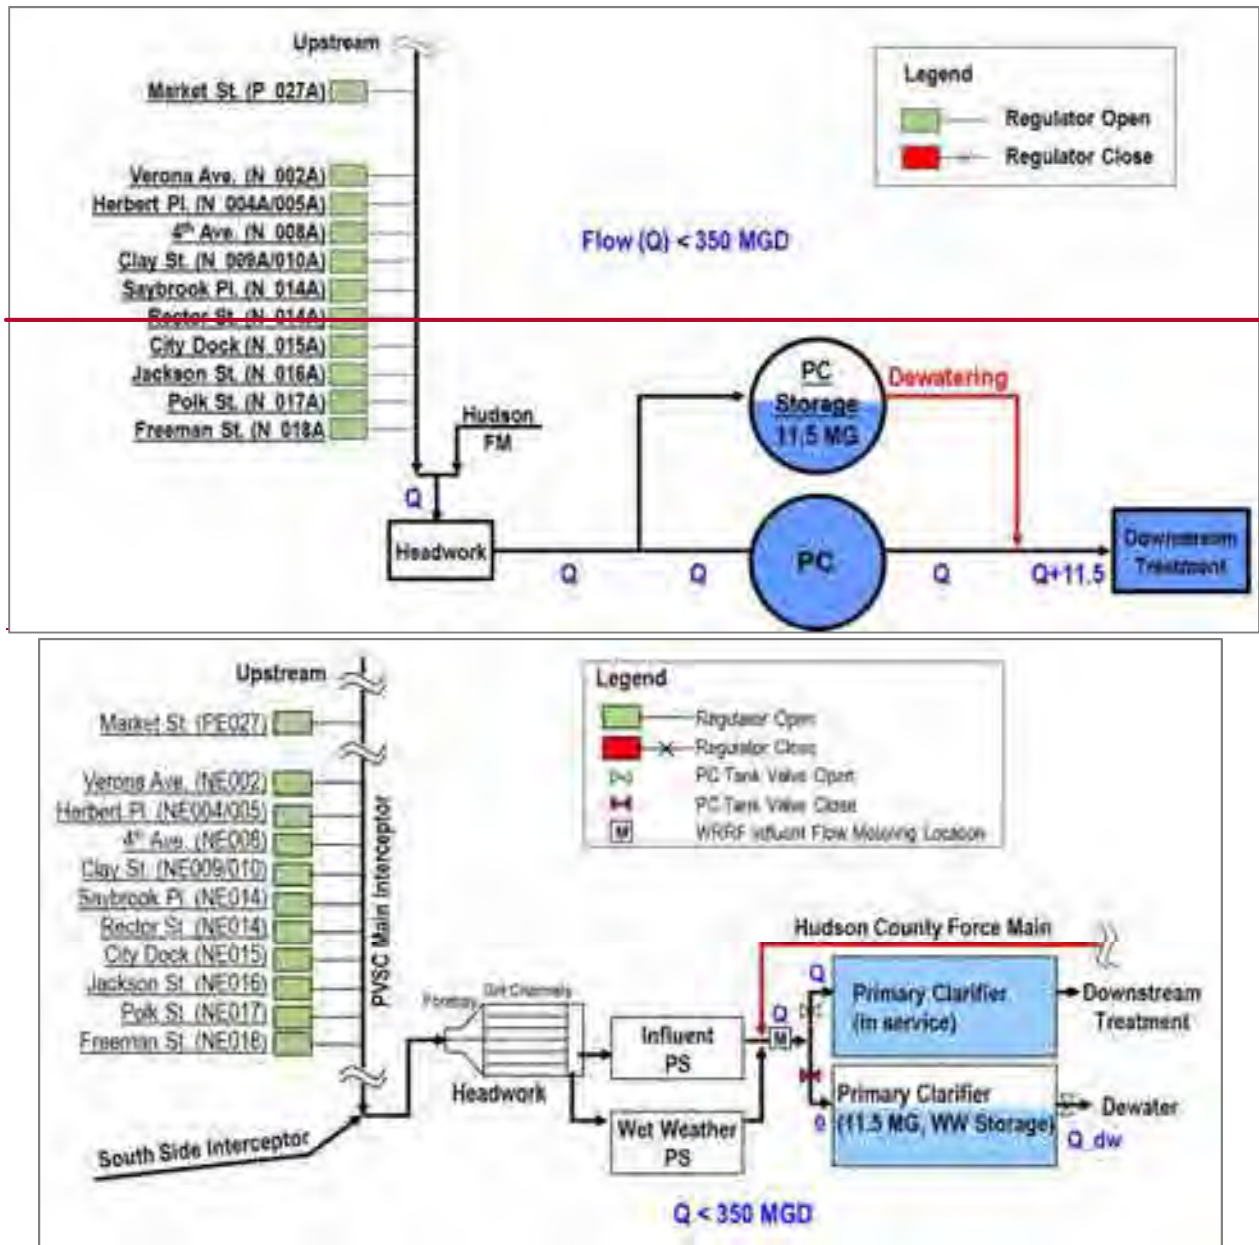 Upstream
Market St. (P 027A)
Verona Ave. (N 002A)
Herbert Pl. (N 004A/005A)
4th Ave. (N 008A)
Clay St. (N 009A/010A)
Saybrook Pl. (N 014A)
Rector St. (N 014A)
City Dock (N 015A)
Jackson St. (N 016A)
Polk St. (N 017A)
Freeman St. (N 018A
Legend
Regulator Open
Regulator Close
Flow (Q) < 350 MGD
Hudson
FM
Q
Headwork
Q
Q
PC
Storage
11.5 MG
Dewatering
PC
Q
Q+11.5
Downstream
Treatment
Upstream
Market St. (PE027)
Verona Ave. (NE002)
Herbert Pl. (NE004/005)
4th Ave. (NE008)
Clay St. (NE009/010)
Saybrook Pl. (NE014)
Rector St. (NE014)
City Dock (NE015)
Jackson St. (NE016)
Polk St. (NE017)
Freeman St. (NE018)
PVSC Main Interceptor
South Side Interceptor
Legend
Regulator Open
Regulator Close
PC Tank Valve Open
PC Tank Valve Close
M WRRF Influent Flow Metering Location
Forebay
Grit Channels
Headwork
Influent
PS
Wet Weather
PS
Hudson County Force Main
Q
M
Q
Primary Clarifier
(in service)
Downstream
Treatment
0
Primary Clarifier
(11.5 MG, WW Storage)
Dewater
Q_dw
Q < 350 MGD